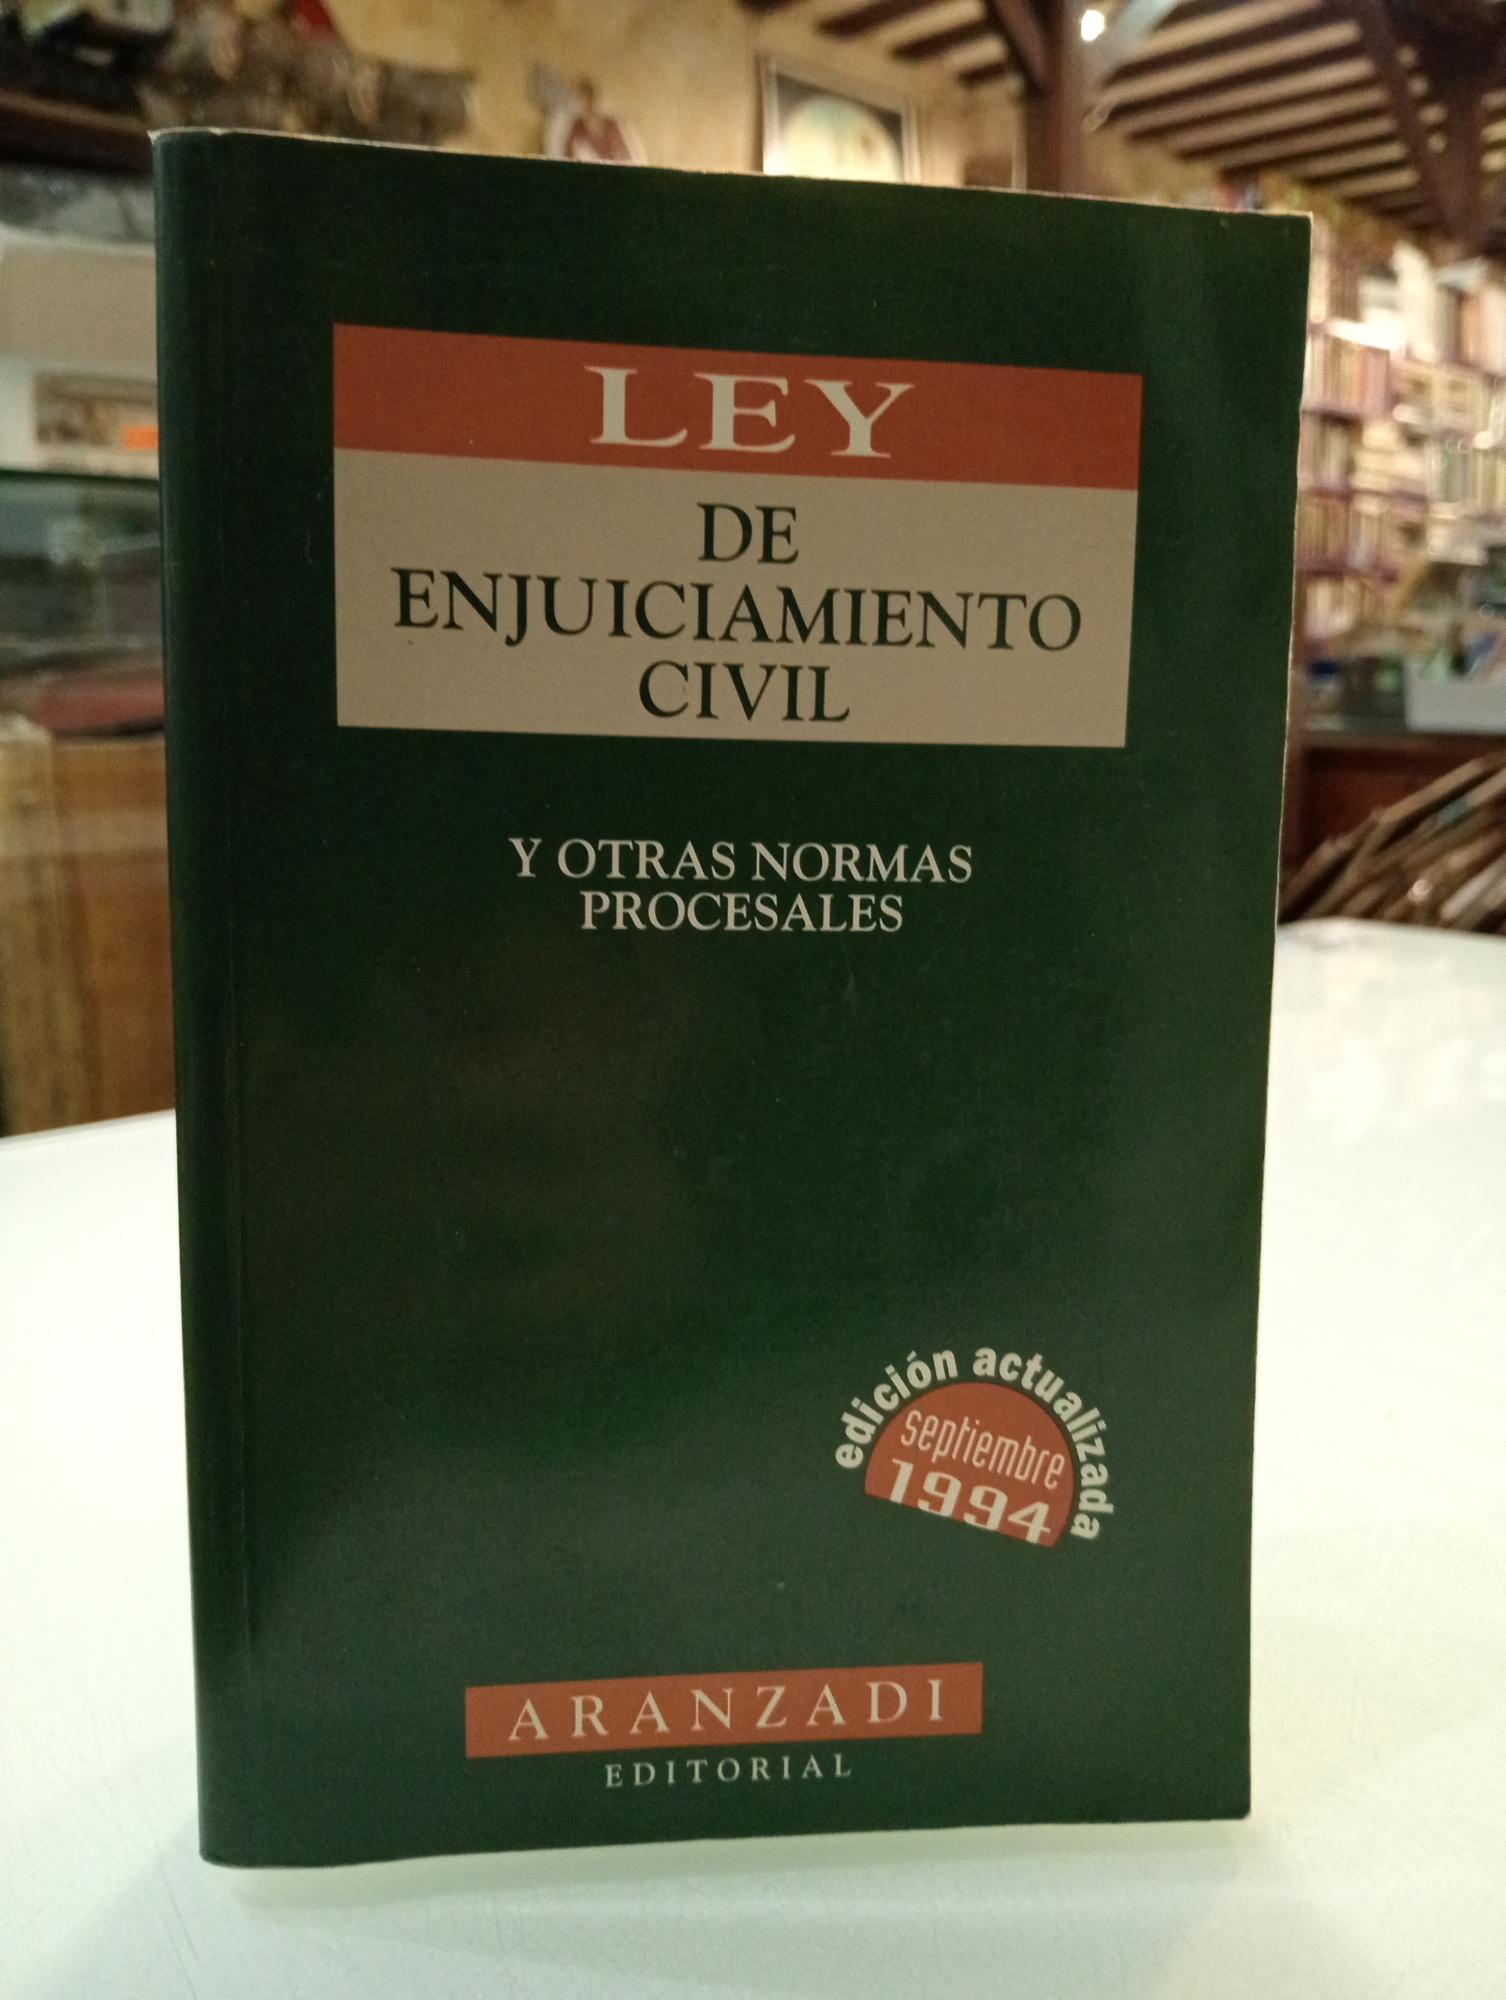 LEY
DE
ENJUICIAMIENTO
CIVIL
Y OTRAS NORMAS
PROCESALES
edición actualizada
septiembre
1994
ARANZADI
EDITORIAL